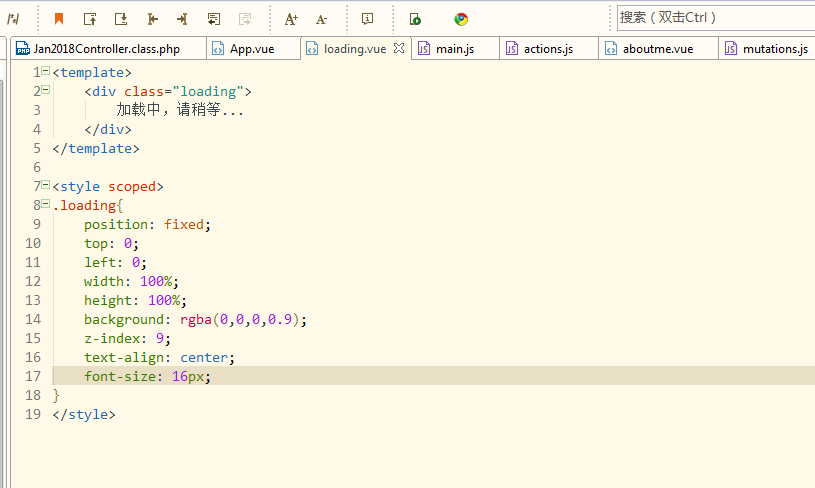 A+ A-
搜索（双击Ctrl）
Jan2018Controller.class.php App.vue loading.vue main.js actions.js aboutme.vue mutations.js
1 <template>
2     <div class="loading">
3         加载中，请稍等...
4     </div>
5 </template>
6
7 <style scoped>
8 .loading{
9     position: fixed;
10     top: 0;
11     left: 0;
12     width: 100%;
13     height: 100%;
14     background: rgba(0,0,0,0.9);
15     z-index: 9;
16     text-align: center;
17     font-size: 16px;
18 }
19 </style>